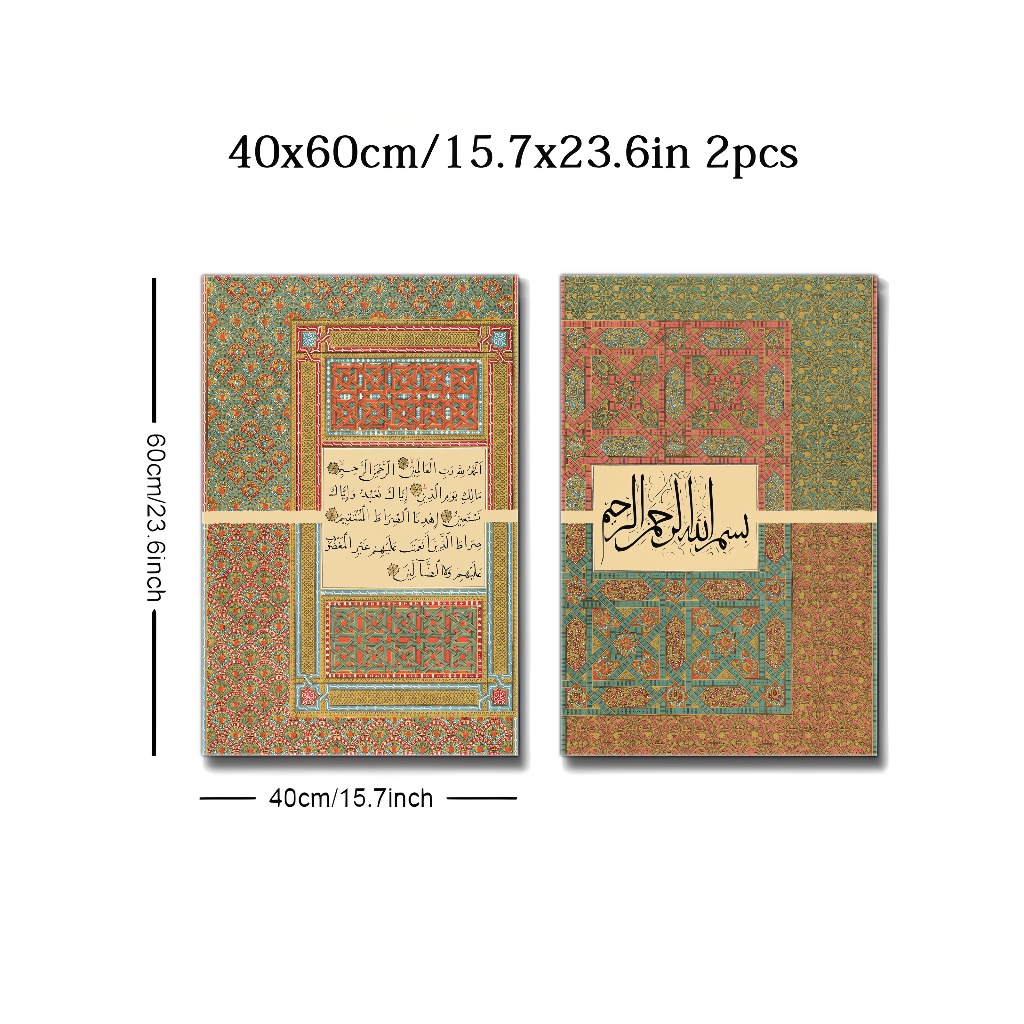 40x60cm/15.7x23.6in 2pcs
60cm/23.6inch
الحمد لله رب العالمين الرحمن الرحيم
مالك يوم الدين إياك نعبد وإياك
نستعين إهدنا الصراط المستقيم
صراط الذين أنعمت عليهم غير المغضوب
عليهم ولا الضالين
بسم الله الرحمن الرحيم
40cm/15.7inch